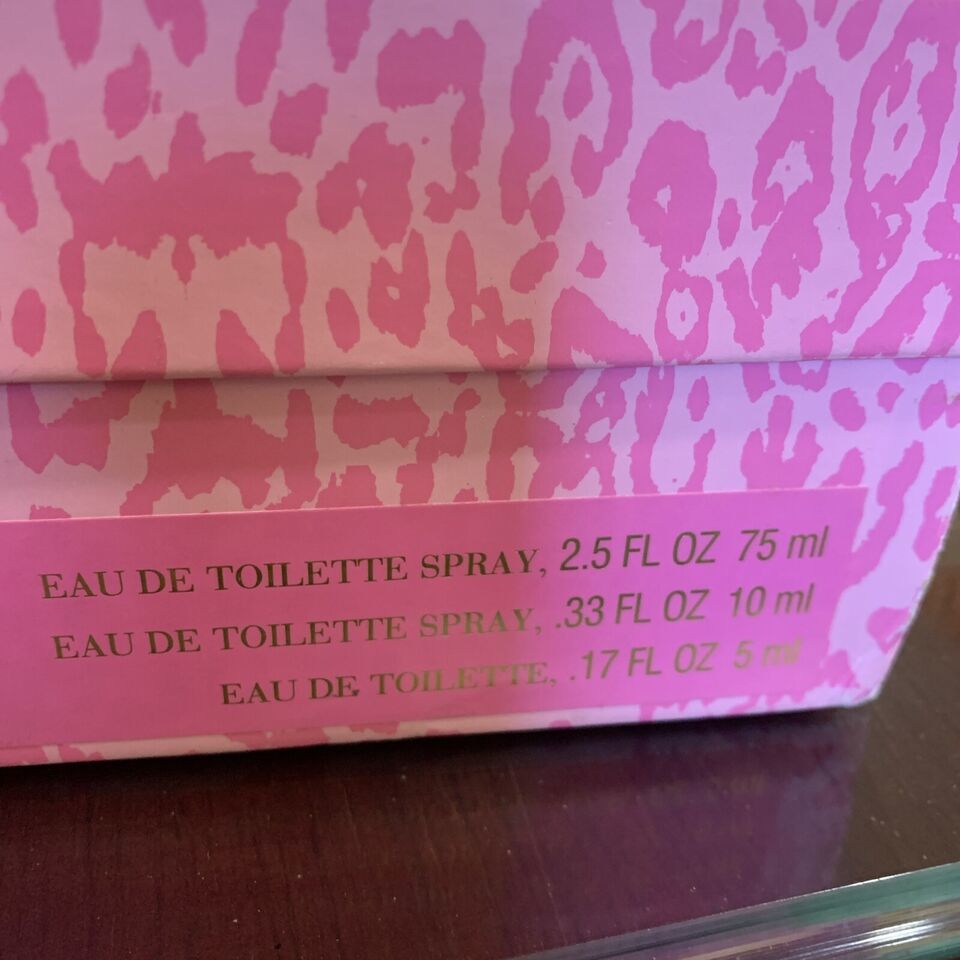 EAU DE TOILETTE SPRAY, 2.5 FL OZ 75 ml
EAU DE TOILETTE SPRAY, .33 FL OZ 10 ml
EAU DE TOILETTE, .17 FL OZ 5 ml